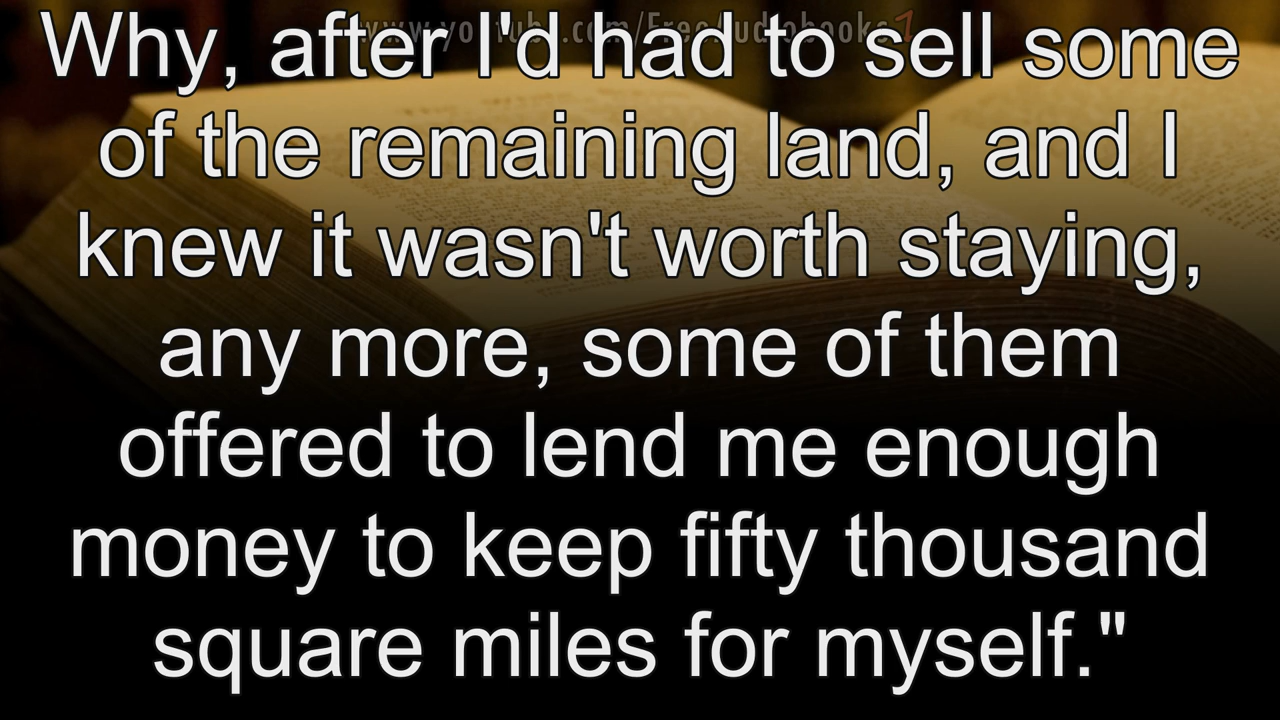 www.youtube.com/FreeAudiobooks7
Why, after I'd had to sell some
of the remaining land, and I
knew it wasn't worth staying,
any more, some of them
offered to lend me enough
money to keep fifty thousand
square miles for myself."